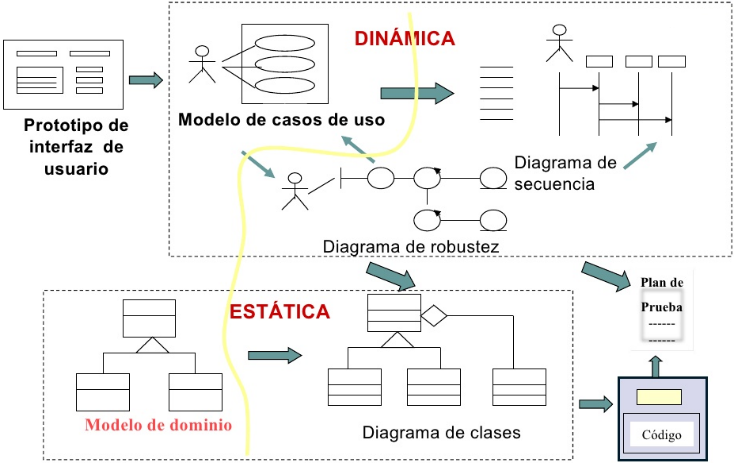 DINÁMICA
Prototipo de
interfaz de
usuario
Modelo de casos de uso
Diagrama de
secuencia
Diagrama de robustez
ESTÁTICA
Plan de
Prueba
------
------
Modelo de dominio
Diagrama de clases
Código